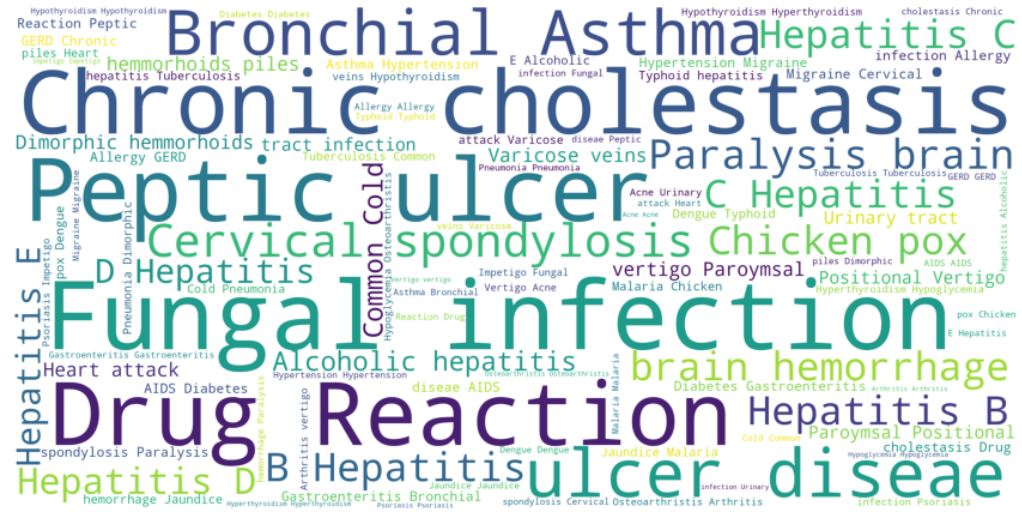 Hypothyroidism Hypothyroidism
Diabetes Diabetes
Hypothyroidism Hyperthyroidism
cholestasis Chronic
Reaction Peptic
Bronchial Asthma
Hepatitis C
GERD Chronic
piles Heart
Impetigo Impetigo
hemmorhoids piles
Asthma Hypertension
E Alcoholic
Hypertension Migraine
infection Allergy
hepatitis Tuberculosis
veins Hypothyroidism
infection Fungal
Typhoid hepatitis
Migraine Cervical
Chronic cholestasis
Allergy Allergy
Typhoid Typhoid
Dimorphic hemmorhoids
tract infection
attack Varicose
disease Peptic
Paralysis brain
Allergy GERD
Tuberculosis Common
Varicose veins
Pneumonia Pneumonia
Tuberculosis Tuberculosis
GERD GERD
Peptic ulcer
Acne Urinary
attack Heart
Acne Acne
C Hepatitis
Dengue Typhoid
Urinary tract
hepatitis Alcoholic
pox Dengue
Migraine Migraine
Pneumonia Dimorphic
Common Cold
Hypoglycemia Osteoarthristis
veins Varicose
Cervical spondylosis
Chicken pox
Psoriasis Impetigo
D Hepatitis
Cold Pneumonia
Vertigo vertigo
Asthma Bronchial
Impetigo Fungal
Vertigo Acne
vertigo Paroymsal
Malaria Chicken
piles Dimorphic
AIDS AIDS
Positional Vertigo
Hyperthyroidism Hypoglycemia
Hepatitis E
Fungal infection
Reaction Drug
pox Chicken
E Hepatitis
Gastroenteritis Gastroenteritis
Heart attack
Alcoholic hepatitis
brain hemorrhage
Hypertension Hypertension
Osteoarthristis Osteoarthristis
Malaria Malaria
AIDS Diabetes
hemorrhage Paralysis
Arthritis vertigo
diseae AIDS
Diabetes Gastroenteritis
Arthritis Arthritis
Drug Reaction
Hepatitis B
Paroymsal Positional
Cold Common
spondylosis Paralysis
Dengue Dengue
Jaundice Malaria
cholestasis Drug
Hypoglycemia Hypoglycemia
Hepatitis D
B Hepatitis
ulcer diseae
Jaundice Jaundice
infection Urinary
hemorrhage Jaundice
Gastroenteritis Bronchial
Hyperthyroidism Hyperthyroidism
Psoriasis Psoriasis
spondylosis Cervical
Osteoarthristis Arthritis
infection Psoriasis